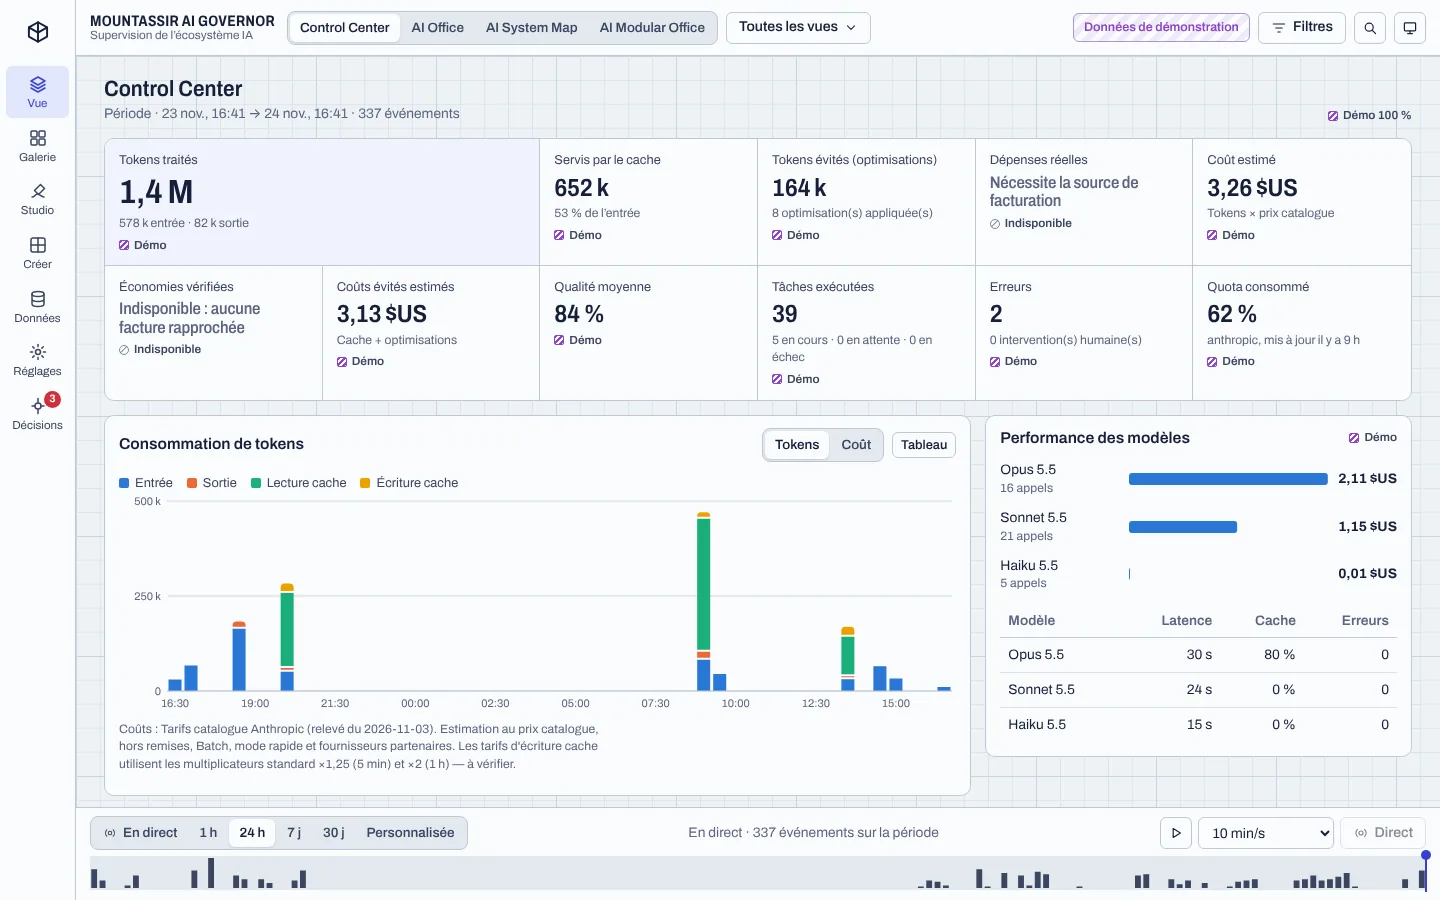 MOUNTASSIR AI GOVERNOR
Supervision de l'écosystème IA
Control Center
AI Office
AI System Map
AI Modular Office
Toutes les vues
Données de démonstration
Filtres
Vue
Galerie
Studio
Créer
Données
Réglages
3
Décisions
Control Center
Période · 23 nov., 16:41 → 24 nov., 16:41 · 337 événements
Démo 100 %
Tokens traités
1,4 M
578 k entrée · 82 k sortie
Démo
Servis par le cache
652 k
53 % de l'entrée
Démo
Tokens évités (optimisations)
164 k
8 optimisation(s) appliquée(s)
Démo
Dépenses réelles
Nécessite la source de
facturation
Indisponible
Coût estimé
3,26 $US
Tokens × prix catalogue
Démo
Économies vérifiées
Indisponible : aucune
facture rapprochée
Indisponible
Coûts évités estimés
3,13 $US
Cache + optimisations
Démo
Qualité moyenne
84 %
Démo
Tâches exécutées
39
5 en cours · 0 en attente · 0 en
échec
Démo
Erreurs
2
0 intervention(s) humaine(s)
Démo
Quota consommé
62 %
anthropic, mis à jour il y a 9 h
Démo
Consommation de tokens
Tokens
Coût
Tableau
Entrée
Sortie
Lecture cache
Écriture cache
500 k
250 k
0
16:30
19:00
21:30
00:00
02:30
05:00
07:30
10:00
12:30
15:00
Coûts : Tarifs catalogue Anthropic (relevé du 2026-11-03). Estimation au prix catalogue,
hors remises, Batch, mode rapide et fournisseurs partenaires. Les tarifs d'écriture cache
utilisent les multiplicateurs standard ×1,25 (5 min) et ×2 (1 h) — à vérifier.
Performance des modèles
Démo
Opus 5.5
16 appels
2,11 $US
Sonnet 5.5
21 appels
1,15 $US
Haiku 5.5
5 appels
0,01 $US
Modèle Latence Cache Erreurs
Opus 5.5 30 s 80 % 0
Sonnet 5.5 24 s 0 % 0
Haiku 5.5 15 s 0 % 0
En direct
1 h
24 h
7 j
30 j
Personnalisée
En direct · 337 événements sur la période
10 min/s
Direct